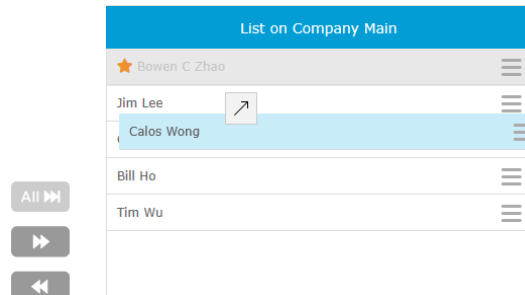 List on Company Main
Bowen C Zhao
Jim Lee
Calos Wong
Bill Ho
All
Tim Wu